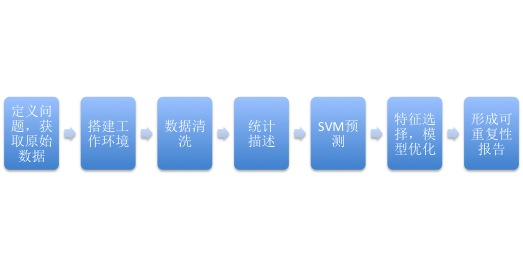 定义问
题，获
取原始
数据
搭建工
作环境
数据清
洗
统计
描述
SVM预
测
特征选
择，模
型优化
形成可
重复性
报告